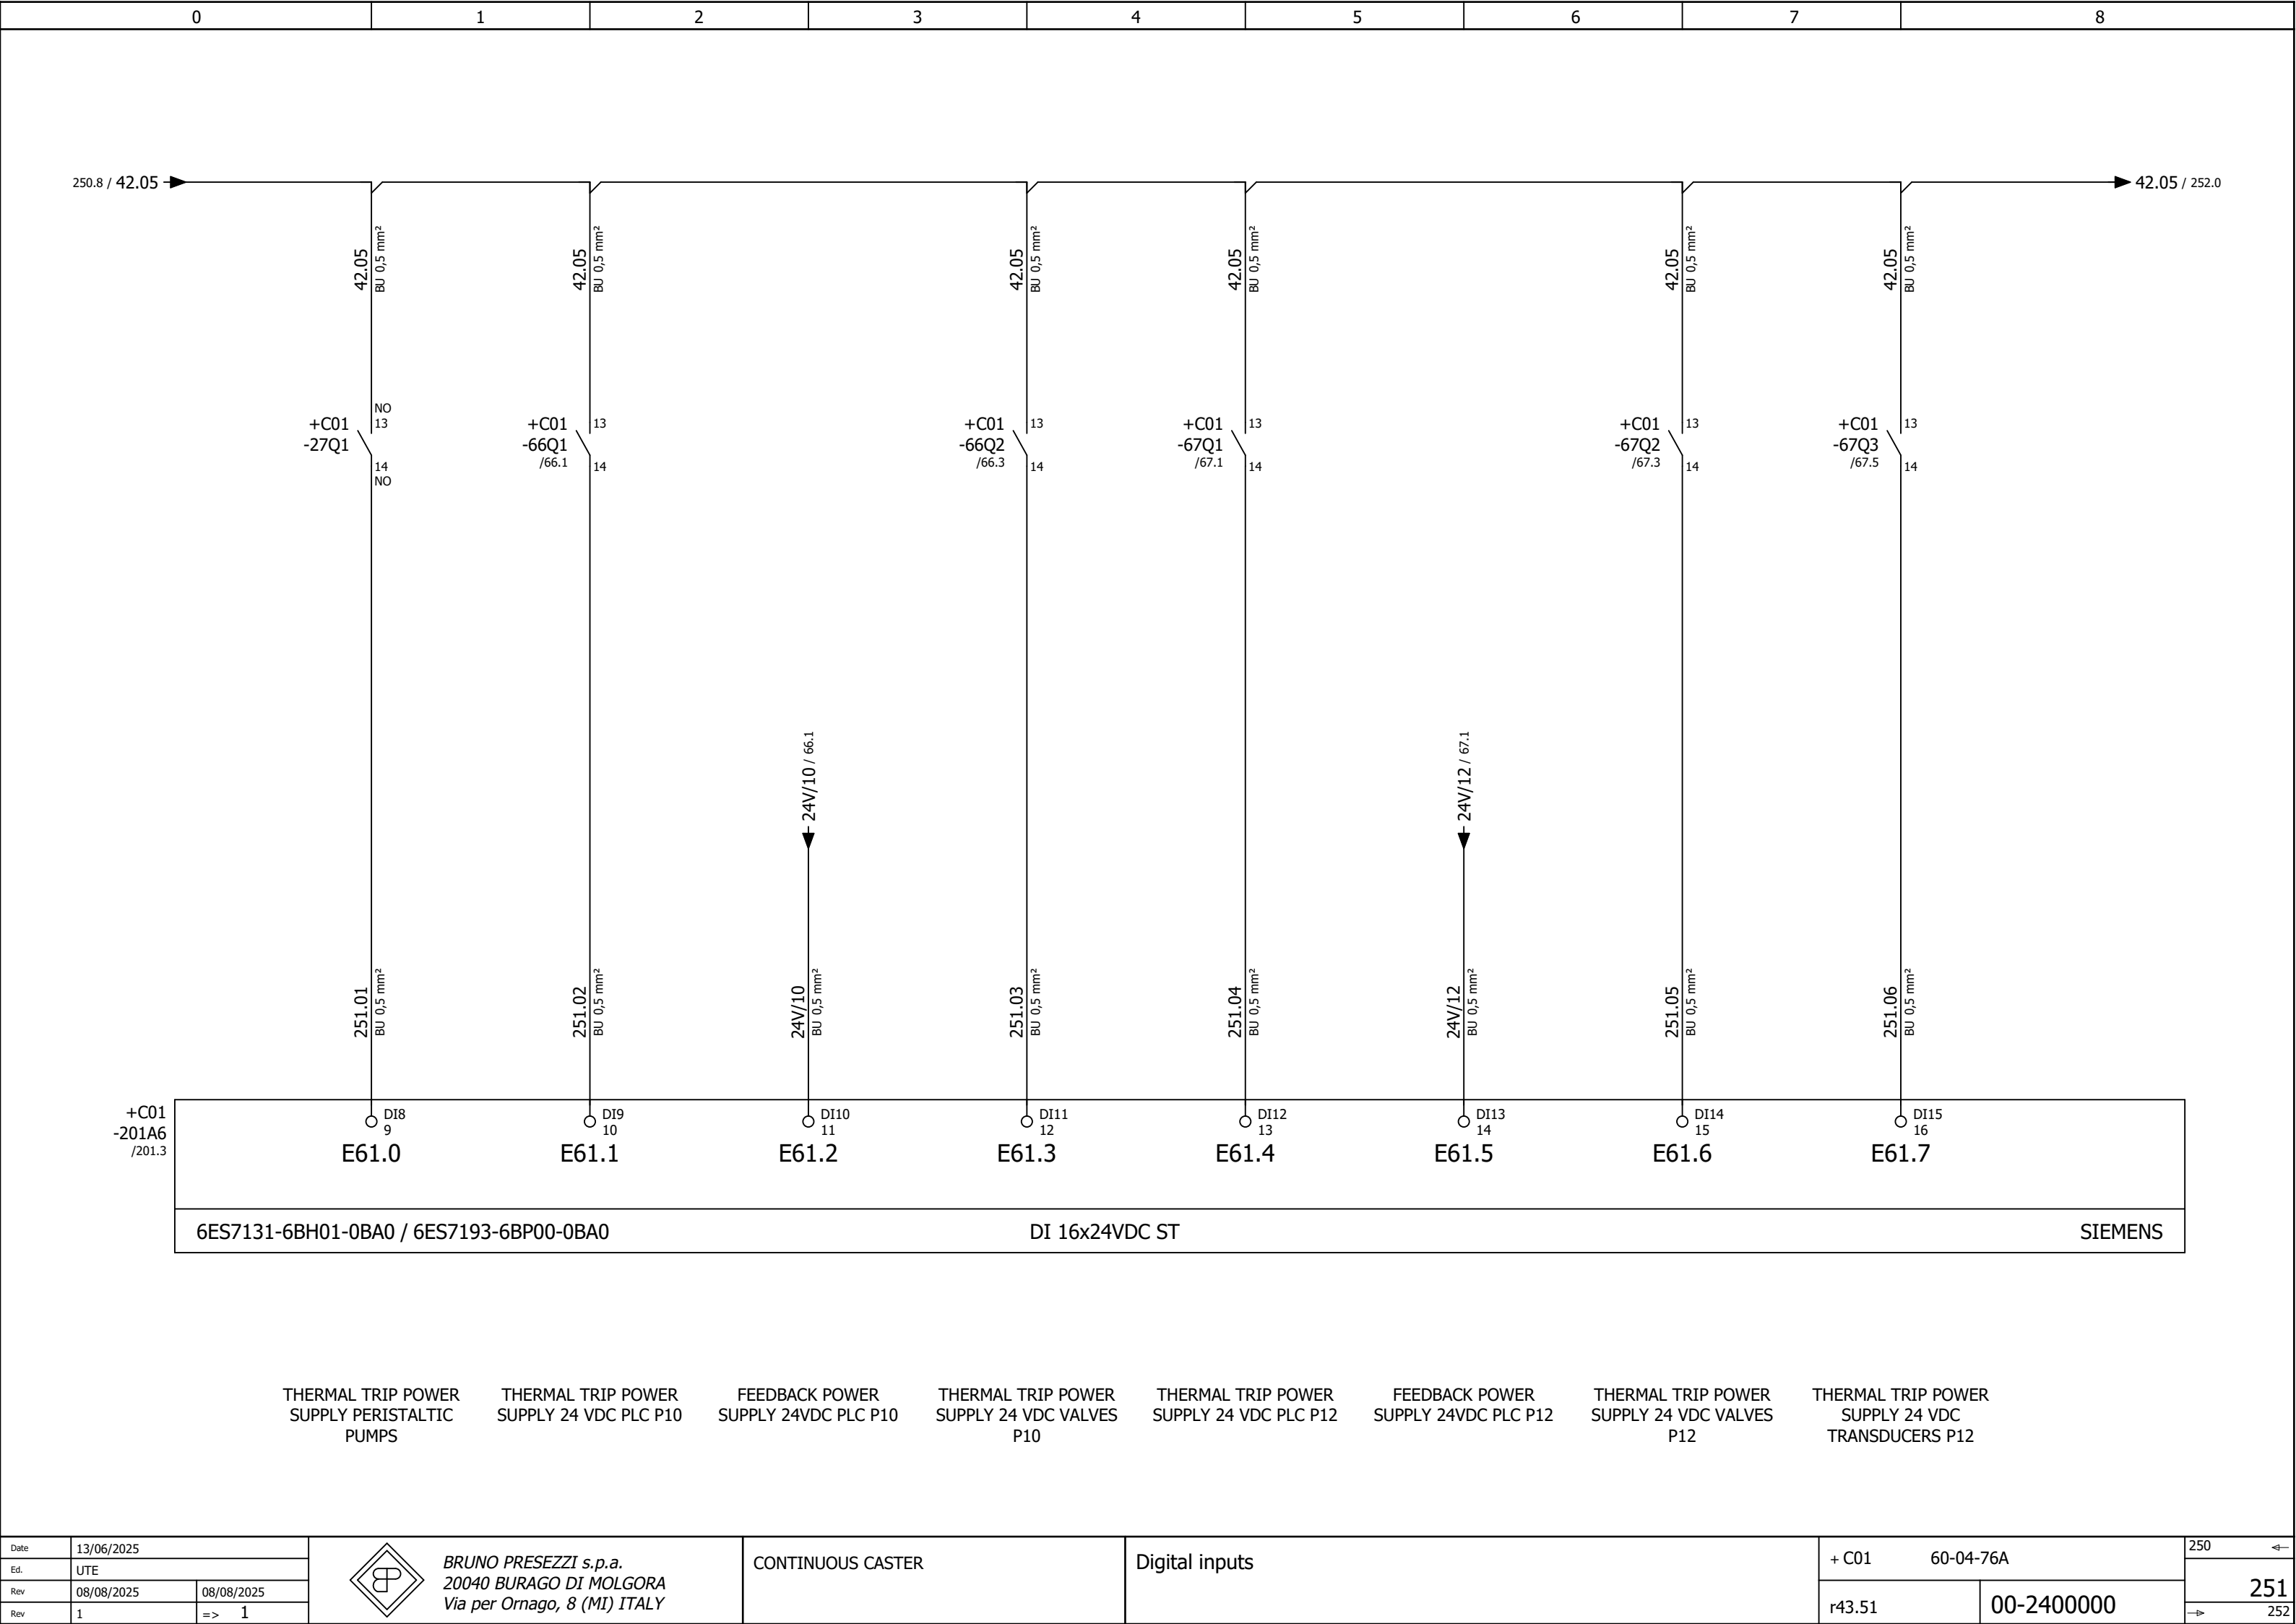 0 1 2 3 4 5 6 7 8
250.8 / 42.05
42.05 / 252.0
42.05 BU 0,5 mm²
42.05 BU 0,5 mm²
42.05 BU 0,5 mm²
42.05 BU 0,5 mm²
42.05 BU 0,5 mm²
42.05 BU 0,5 mm²
NO
+C01 13
-27Q1
14
NO
+C01 13
-66Q1
/66.1 14
+C01 13
-66Q2
/66.3 14
+C01 13
-67Q1
/67.1 14
+C01 13
-67Q2
/67.3 14
+C01 13
-67Q3
/67.5 14
24V/10 / 66.1
24V/12 / 67.1
251.01 BU 0,5 mm²
251.02 BU 0,5 mm²
24V/10 BU 0,5 mm²
251.03 BU 0,5 mm²
251.04 BU 0,5 mm²
24V/12 BU 0,5 mm²
251.05 BU 0,5 mm²
251.06 BU 0,5 mm²
+C01
-201A6
/201.3
DI8 DI9 DI10 DI11 DI12 DI13 DI14 DI15
9 10 11 12 13 14 15 16
E61.0 E61.1 E61.2 E61.3 E61.4 E61.5 E61.6 E61.7
6ES7131-6BH01-0BA0 / 6ES7193-6BP00-0BA0 DI 16x24VDC ST SIEMENS
THERMAL TRIP POWER
SUPPLY PERISTALTIC
PUMPS
THERMAL TRIP POWER
SUPPLY 24 VDC PLC P10
FEEDBACK POWER
SUPPLY 24VDC PLC P10
THERMAL TRIP POWER
SUPPLY 24 VDC VALVES
P10
THERMAL TRIP POWER
SUPPLY 24 VDC PLC P12
FEEDBACK POWER
SUPPLY 24VDC PLC P12
THERMAL TRIP POWER
SUPPLY 24 VDC VALVES
P12
THERMAL TRIP POWER
SUPPLY 24 VDC
TRANSDUCERS P12
Date 13/06/2025
Ed. UTE
Rev 08/08/2025 08/08/2025
Rev 1 => 1
BRUNO PRESEZZI s.p.a.
20040 BURAGO DI MOLGORA
Via per Ornago, 8 (MI) ITALY
CONTINUOUS CASTER
Digital inputs
+ C01 60-04-76A
r43.51 00-2400000
250
251
252